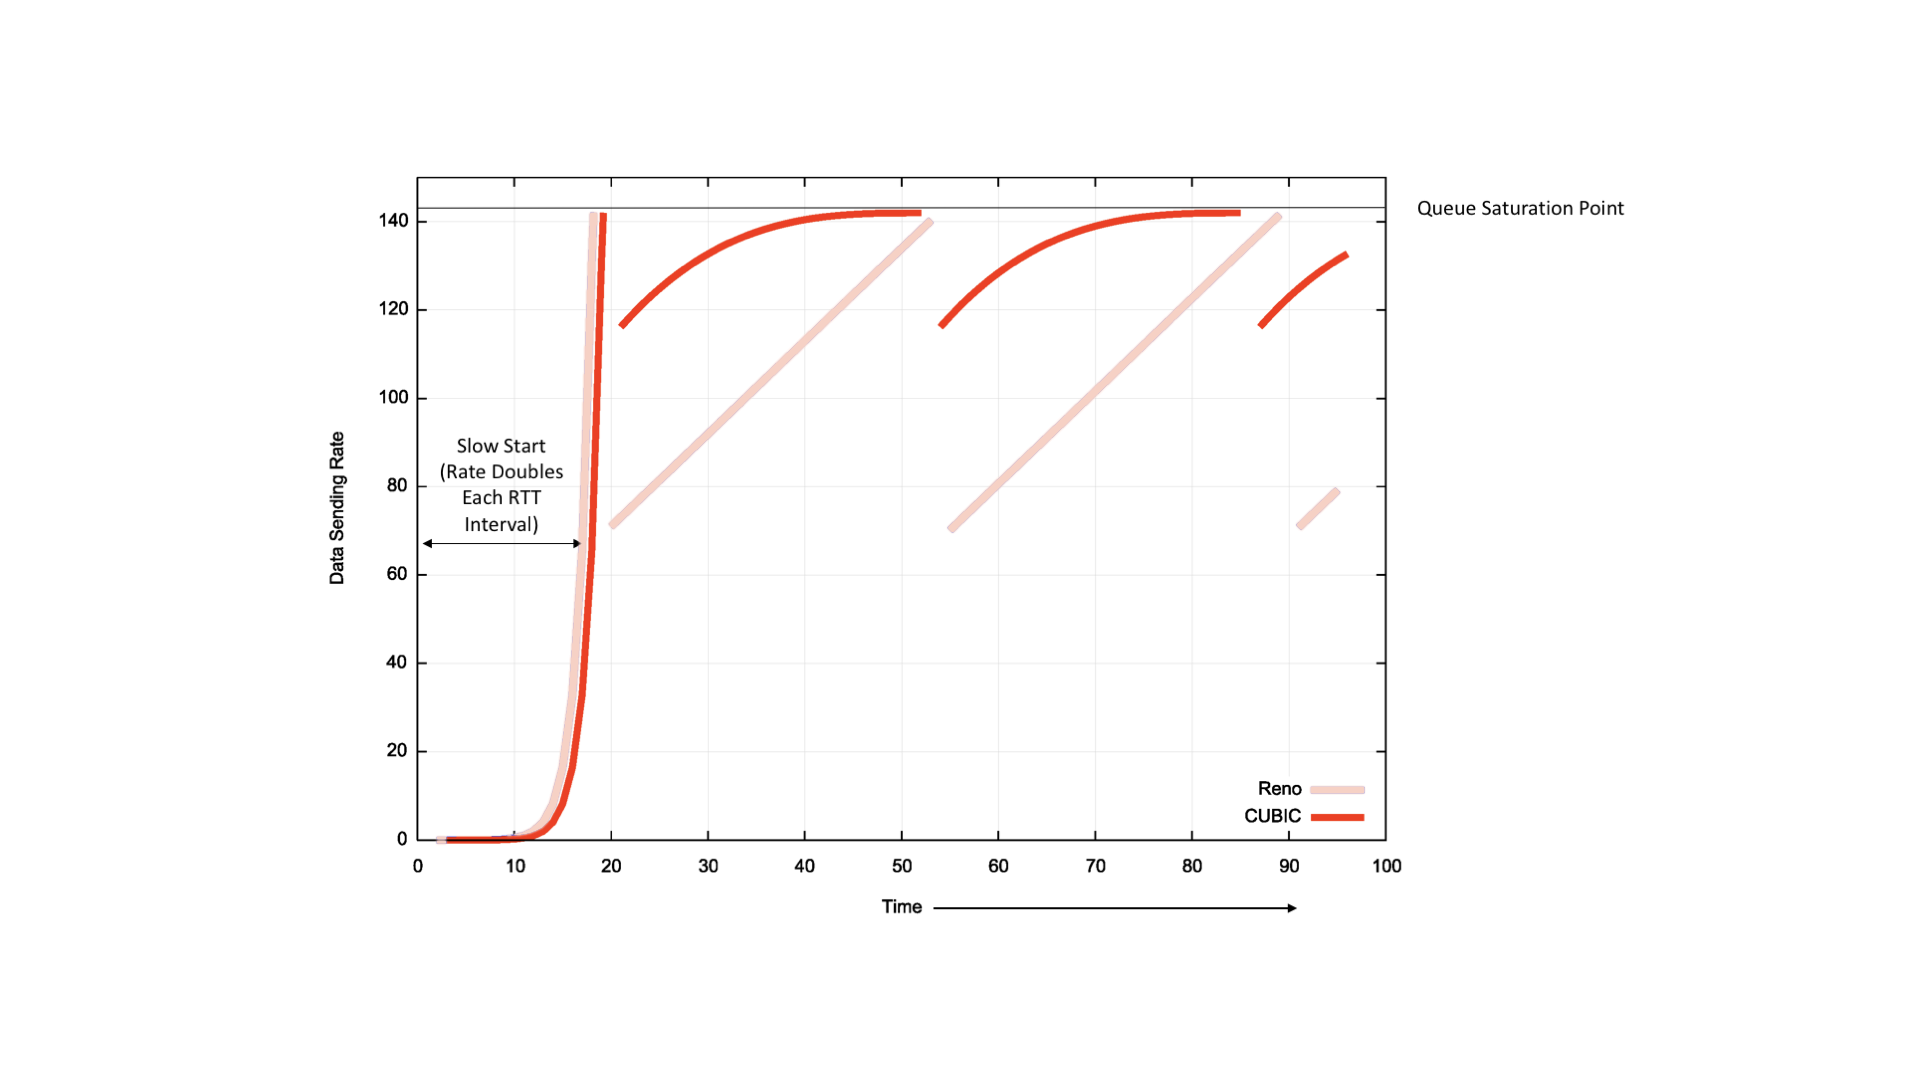 Queue Saturation Point
140
120
100
80
60
40
20
0
Data Sending Rate
Slow Start
(Rate Doubles
Each RTT
Interval)
Reno
CUBIC
0 10 20 30 40 50 60 70 80 90 100
Time